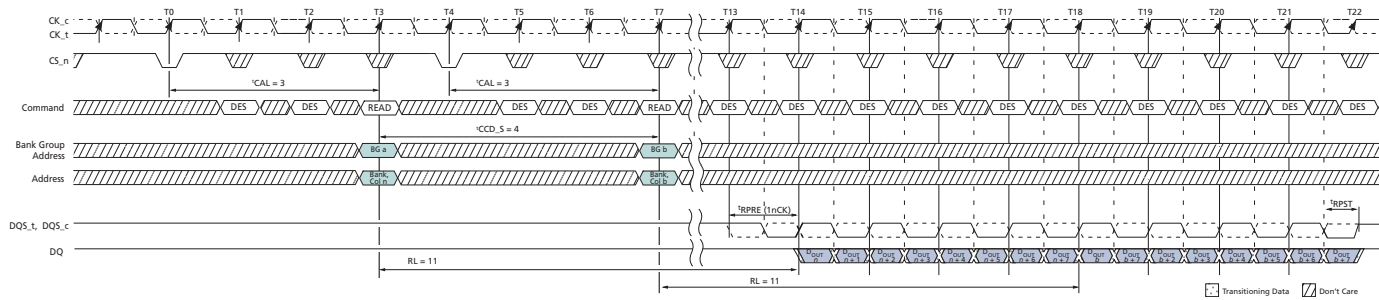 T0 T1 T2 T3 T4 T5 T6 T7 T13 T14 T15 T16 T17 T18 T19 T20 T21 T22
CK_c
CK_t
CS_n
tCAL = 3 tCAL = 3
Command DES DES READ DES DES READ DES DES DES DES DES DES DES DES DES DES
tCCD_S = 4
Bank Group
Address
BG a BG b
Address
Bank,
Col n
Bank,
Col b
tRPRE (1nCK) tRPST
DQS_t, DQS_c
DQ
DOUT
n
DOUT
n + 1
DOUT
n + 2
DOUT
n + 3
DOUT
n + 4
DOUT
n + 5
DOUT
n + 6
DOUT
n + 7
DOUT
b
DOUT
b + 7
DOUT
b + 2
DOUT
b + 3
DOUT
b + 4
DOUT
b + 5
DOUT
b + 6
DOUT
b + 7
RL = 11
RL = 11
Transitioning Data Don't Care